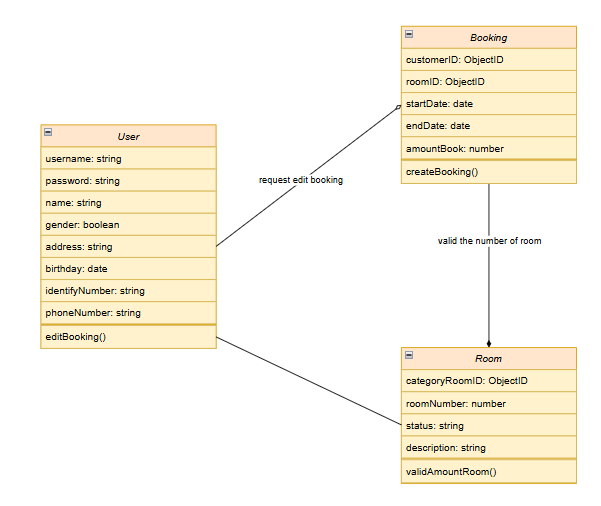 Booking
customerID: ObjectID
roomID: ObjectID
startDate: date
endDate: date
amountBook: number
createBooking()
User
username: string
password: string
name: string
gender: boolean
address: string
birthday: date
identifyNumber: string
phoneNumber: string
editBooking()
request edit booking
valid the number of room
Room
categoryRoomID: ObjectID
roomNumber: number
status: string
description: string
validAmountRoom()